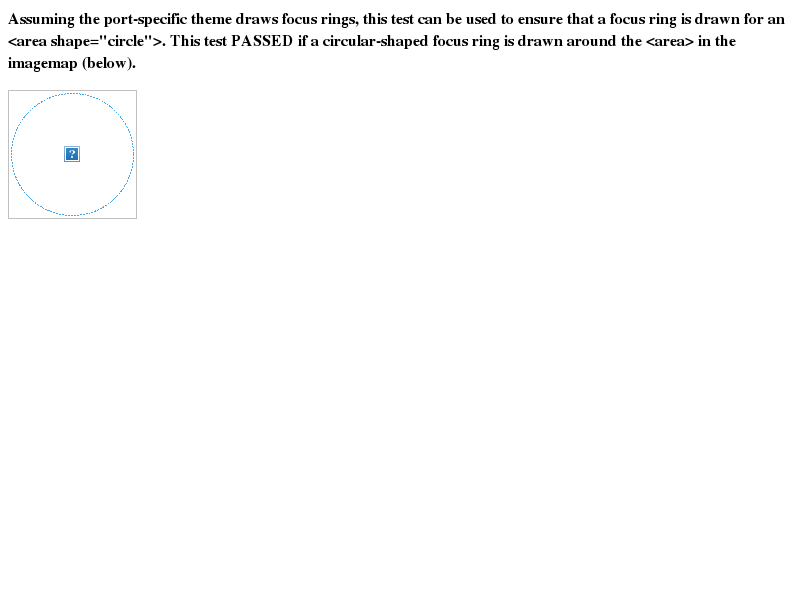 Assuming the port-specific theme draws focus rings, this test can be used to ensure that a focus ring is drawn for an
<area shape="circle">. This test PASSED if a circular-shaped focus ring is drawn around the <area> in the
imagemap (below).
?